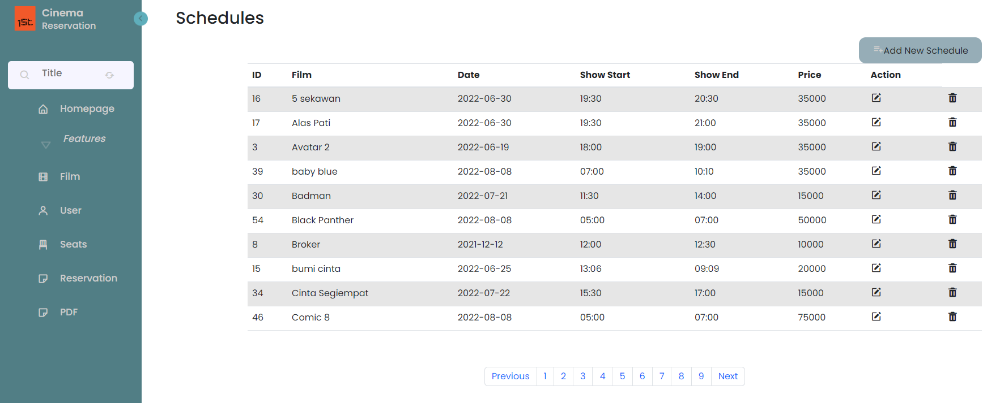 Cinema
Reservation
Title
Homepage
Features
Film
User
Seats
Reservation
PDF
Schedules
Add New Schedule
ID Film Date Show Start Show End Price Action
16 5 sekawan 2022-06-30 19:30 20:30 35000
17 Alas Pati 2022-06-30 19:30 21:00 35000
3 Avatar 2 2022-06-19 18:00 19:00 35000
39 baby blue 2022-08-08 07:00 10:10 35000
30 Badman 2022-07-21 11:30 14:00 15000
54 Black Panther 2022-08-08 05:00 07:00 50000
8 Broker 2021-12-12 12:00 12:30 10000
15 bumi cinta 2022-06-25 13:06 09:09 20000
34 Cinta Segiempat 2022-07-22 15:30 17:00 15000
46 Comic 8 2022-08-08 05:00 07:00 75000
Previous 1 2 3 4 5 6 7 8 9 Next